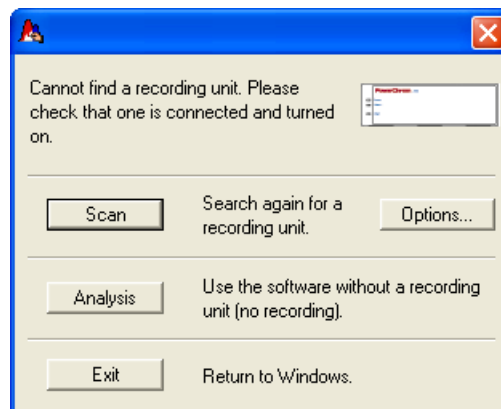 Cannot find a recording unit. Please
check that one is connected and turned
on.
PowerChrom
Scan
Search again for a
recording unit.
Options...
Analysis
Use the software without a recording
unit (no recording).
Exit
Return to Windows.